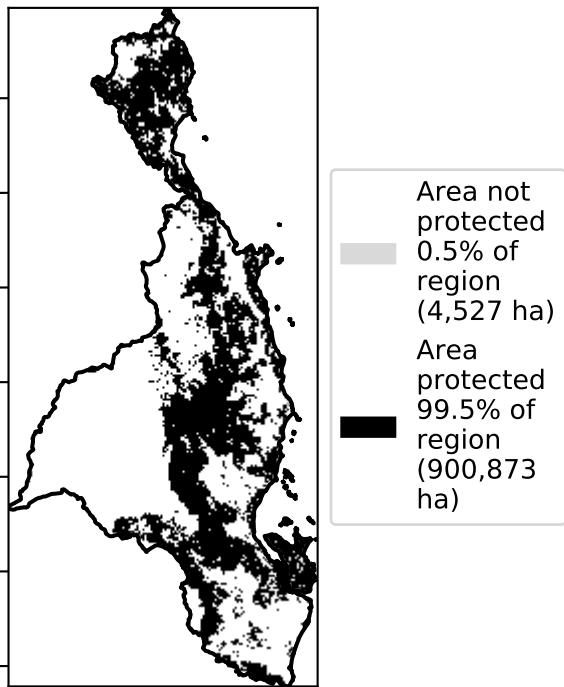 Area not
protected
0.5% of
region
(4,527 ha)
Area
protected
99.5% of
region
(900,873
ha)